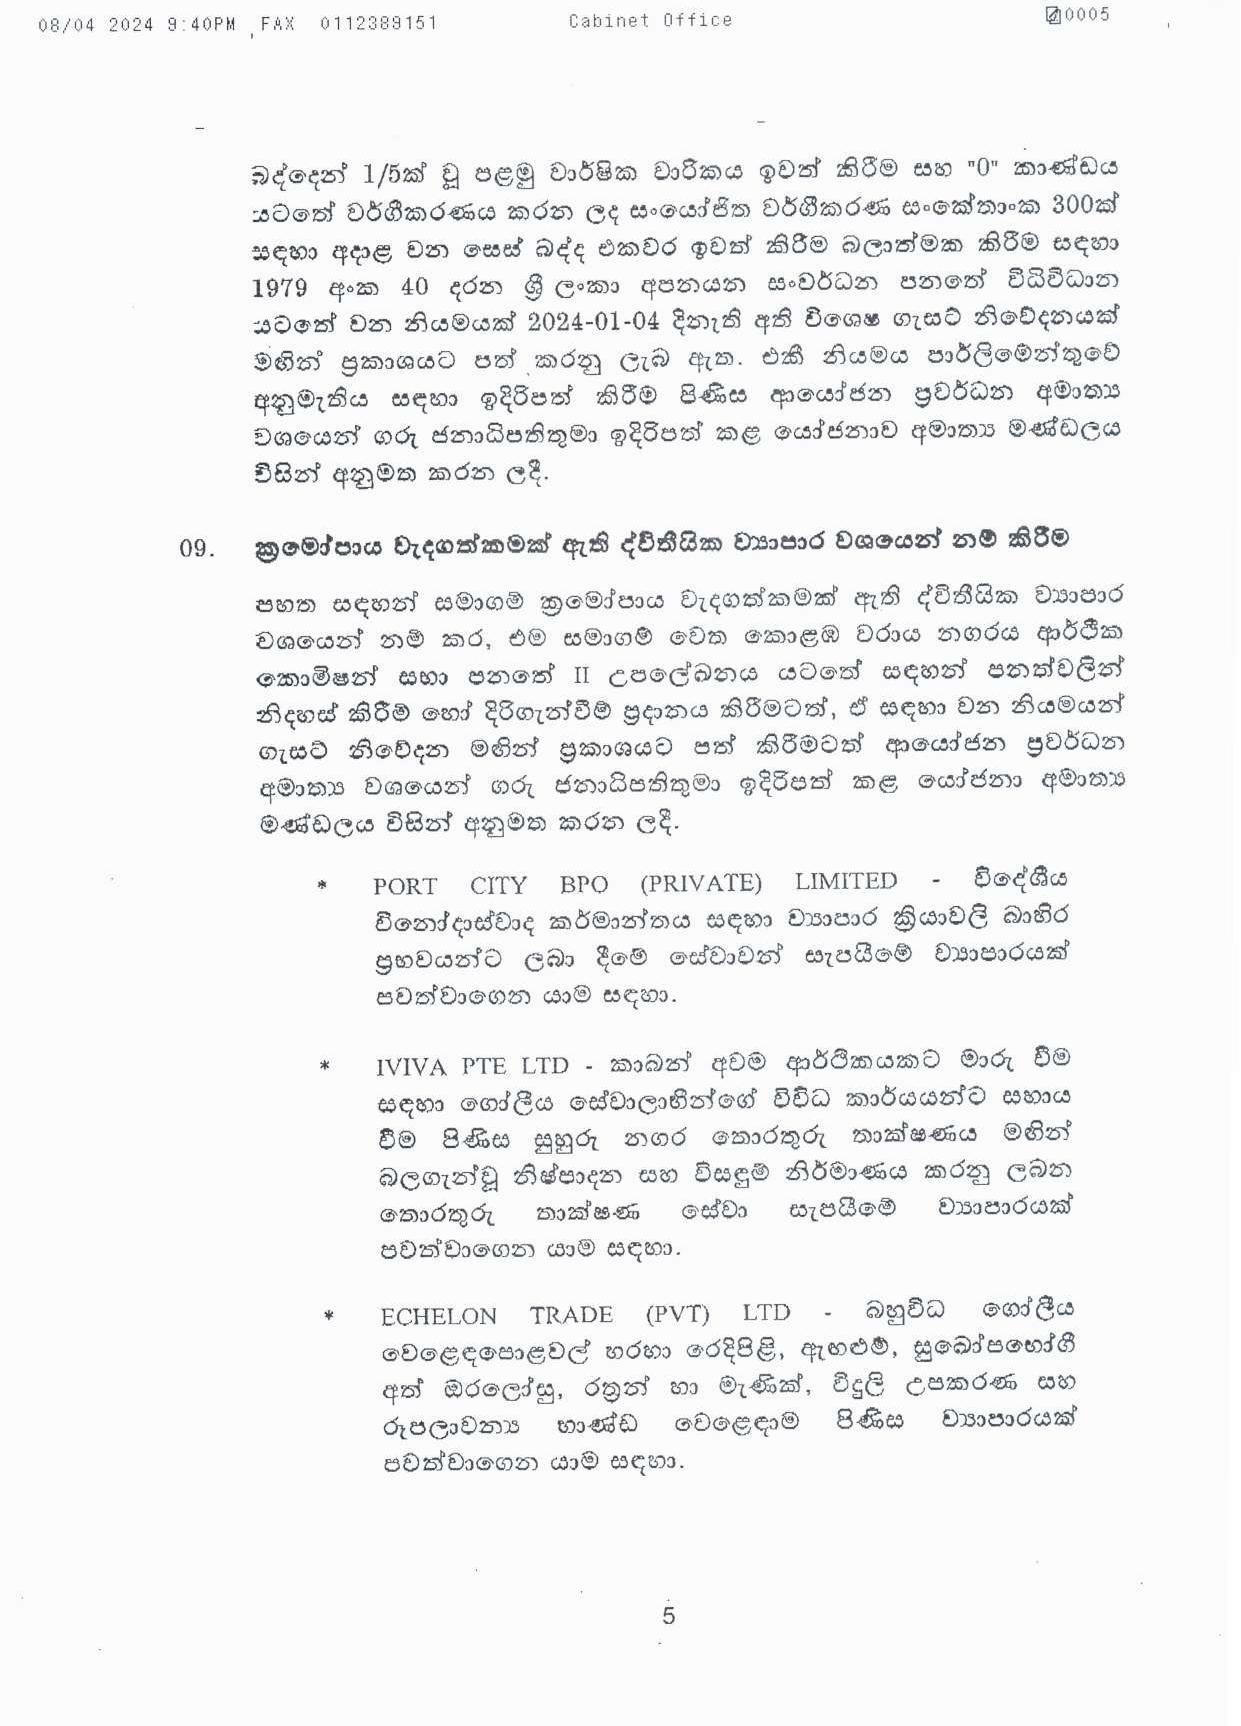 08/04 2024 9:40PM FAX 0112389151 Cabinet Office 0005
බද්දෙන් 1/5ක් වූ පළමු වාර්ෂික වාරිකය ඉවත් කිරීම සහ "0" කාණ්ඩය
යටතේ වර්ගීකරණය කරන ලද සංයෝජිත වර්ගීකරණ සංකේතාංක 300ක්
සඳහා අදාළ වන සෙස් බද්ද එකවර ඉවත් කිරීම බලාත්මක කිරීම සඳහා
1979 අංක 40 දරන ශ්‍රී ලංකා අපනයන සංවර්ධන පනතේ විධිවිධාන
යටතේ වන නියමයක් 2024-01-04 දිනැති අති විශෙෂ ගැසට් නිවේදනයක්
මඟින් ප්‍රකාශයට පත් කරනු ලැබ ඇත. එකී නියමය පාර්ලිමේන්තුවේ
අනුමැතිය සඳහා ඉදිරිපත් කිරීම පිණිස ආයෝජන ප්‍රවර්ධන අමාත්‍ය
වශයෙන් ගරු ජනාධිපතිතුමා ඉදිරිපත් කළ යෝජනාව අමාත්‍ය මණ්ඩලය
විසින් අනුමත කරන ලදී.
09. ක්‍රමෝපාය වැදගත්කමක් ඇති ද්විතීයික ව්‍යාපාර වශයෙන් නම් කිරීම
පහත සඳහන් සමාගම් ක්‍රමෝපාය වැදගත්කමක් ඇති ද්විතීයික ව්‍යාපාර
වශයෙන් නම් කර, එම සමාගම් වෙත කොළඹ වරාය නගරය ආර්ථික
කොමිෂන් සභා පනතේ II උපලේඛනය යටතේ සඳහන් පනත්වලින්
නිදහස් කිරීම් හෝ දිරිගැන්වීම් ප්‍රදානය කිරීමටත්, ඒ සඳහා වන නියමයන්
ගැසට් නිවේදන මඟින් ප්‍රකාශයට පත් කිරීමටත් ආයෝජන ප්‍රවර්ධන
අමාත්‍ය වශයෙන් ගරු ජනාධිපතිතුමා ඉදිරිපත් කළ යෝජනා අමාත්‍ය
මණ්ඩලය විසින් අනුමත කරන ලදී.
* PORT CITY BPO (PRIVATE) LIMITED - විදේශීය
විනෝදාස්වාද කර්මාන්තය සඳහා ව්‍යාපාර ක්‍රියාවලි බාහිර
ප්‍රභවයන්ට ලබා දීමේ සේවාවන් සැපයීමේ ව්‍යාපාරයක්
පවත්වාගෙන යාම සඳහා.
* IVIVA PTE LTD - කාබන් අවම ආර්ථිකයකට මාරු වීම
සඳහා ගෝලීය සේවාලාභීන්ගේ විවිධ කාර්යයන්ට සහාය
වීම පිණිස සුහුරු නගර තොරතුරු තාක්ෂණය මඟින්
බලගැන්වූ නිෂ්පාදන සහ විසඳුම් නිර්මාණය කරනු ලබන
තොරතුරු තාක්ෂණ සේවා සැපයීමේ ව්‍යාපාරයක්
පවත්වාගෙන යාම සඳහා.
* ECHELON TRADE (PVT) LTD - බහුවිධ ගෝලීය
වෙළෙඳපොළවල් හරහා රෙදිපිළි, ඇඟළුම්, සුඛෝපභෝගී
අත් ඔරලෝසු, රත්‍රන් හා මැණික්, විදුලි උපකරණ සහ
රූපලාවන්‍ය භාණ්ඩ වෙළෙඳාම පිණිස ව්‍යාපාරයක්
පවත්වාගෙන යාම සඳහා.
5